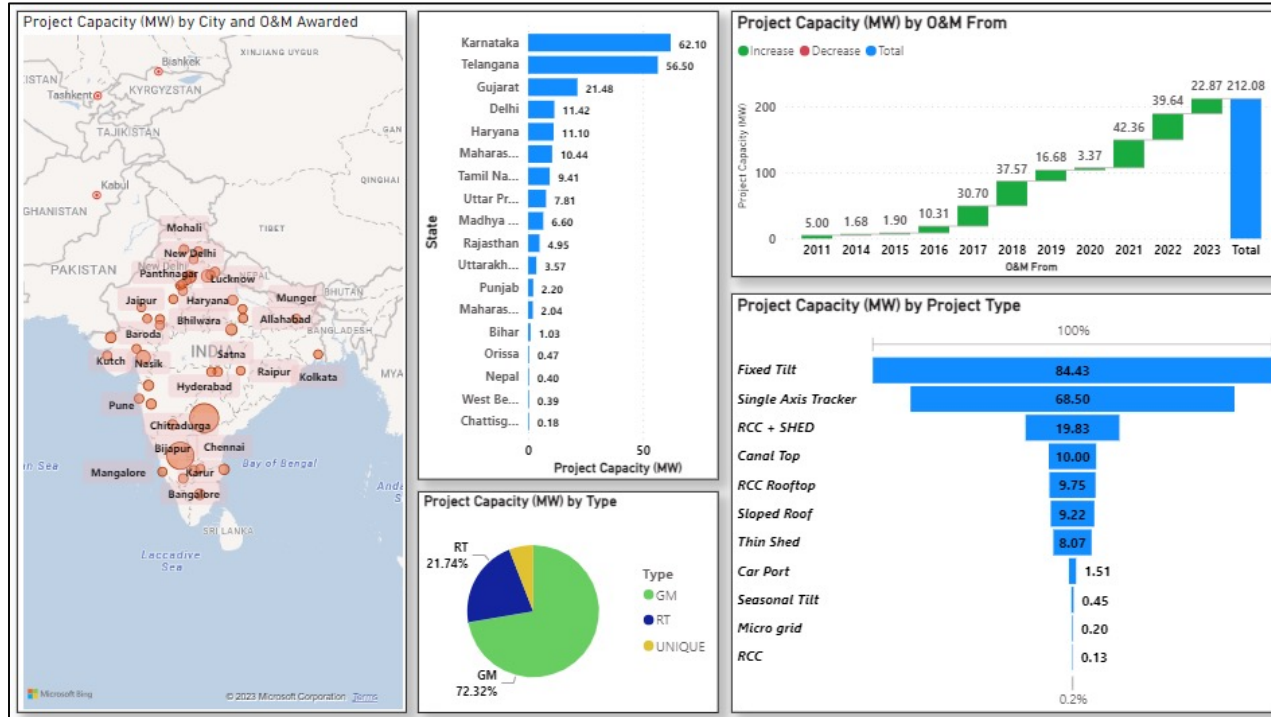 Project Capacity (MW) by City and O&M Awarded
XINJIANG UYGUR
Bishkek
ISTAN
Tashkent
KYRGYZSTAN
TAJIKISTAN
GAN
QINGHAI
Kabul
GHANISTAN
TIBET
Mohali
New Delhi
New Delhi
PAKISTAN
Panthnagar
Lucknow
NEPAL
BHUTAN
Jaipur
Haryana
Munger
Bhilwara
Allahabad
BANGLADESH
Baroda
INDIA
Satna
Kutch
Nasik
Raipur
Kolkata
MYA
Hyderabad
Pune
Chitradurga
Bijapur
Chennai
an Sea
Bay of Bengal
Mangalore
Karur
Anda
S
Bangalore
SRI LANKA
Laccadive
Sea
Microsoft Bing
© 2023 Microsoft Corporation Terms
State
Karnataka 62.10
Telangana 56.50
Gujarat 21.48
Delhi 11.42
Haryana 11.10
Maharas... 10.44
Tamil Na... 9.41
Uttar Pr... 7.81
Madhya ... 6.60
Rajasthan 4.95
Uttarakh... 3.57
Punjab 2.20
Maharas... 2.04
Bihar 1.03
Orissa 0.47
Nepal 0.40
West Be... 0.39
Chattisg... 0.18
0 50
Project Capacity (MW)
Project Capacity (MW) by Type
RT
21.74%
GM
72.32%
Type
GM
RT
UNIQUE
Project Capacity (MW) by O&M From
Increase Decrease Total
Project Capacity (MW)
200
100
0
5.00 1.68 1.90 10.31 30.70 37.57 16.68 3.37 42.36 39.64 22.87 212.08
2011 2014 2015 2016 2017 2018 2019 2020 2021 2022 2023 Total
O&M From
Project Capacity (MW) by Project Type
100%
Fixed Tilt 84.43
Single Axis Tracker 68.50
RCC + SHED 19.83
Canal Top 10.00
RCC Rooftop 9.75
Sloped Roof 9.22
Thin Shed 8.07
Car Port 1.51
Seasonal Tilt 0.45
Micro grid 0.20
RCC 0.13
0.2%